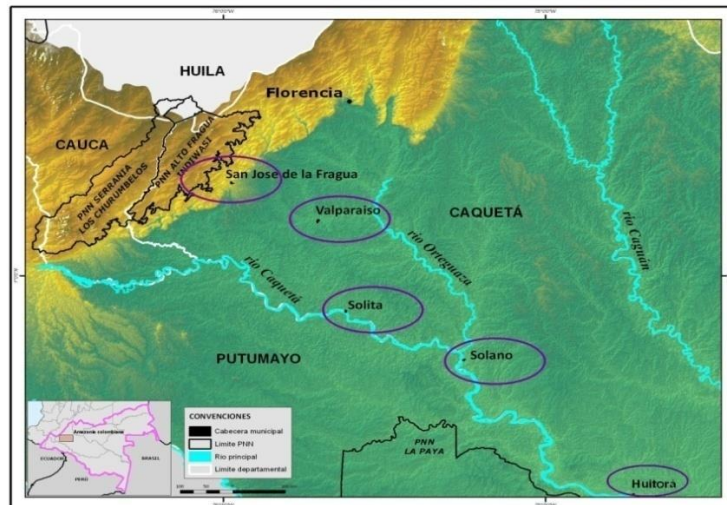 HUILA
Florencia
CAUCA
PNN SERRANIA
LOS CHURUMBELOS
PNN ALTO FRAGUA
INDIWASI
San Jose de la Fragua
Valparaiso
CAQUETÁ
río Caguán
río Orteguaza
río Caquetá
Solita
PUTUMAYO
Solano
PNN
LA PAYA
Huitorá
CONVENCIONES
Cabecera municipal
Limite PNN
Rio principal
Limite departamental
Amazonia colombiana
ECUADOR
PERÚ
BRASIL